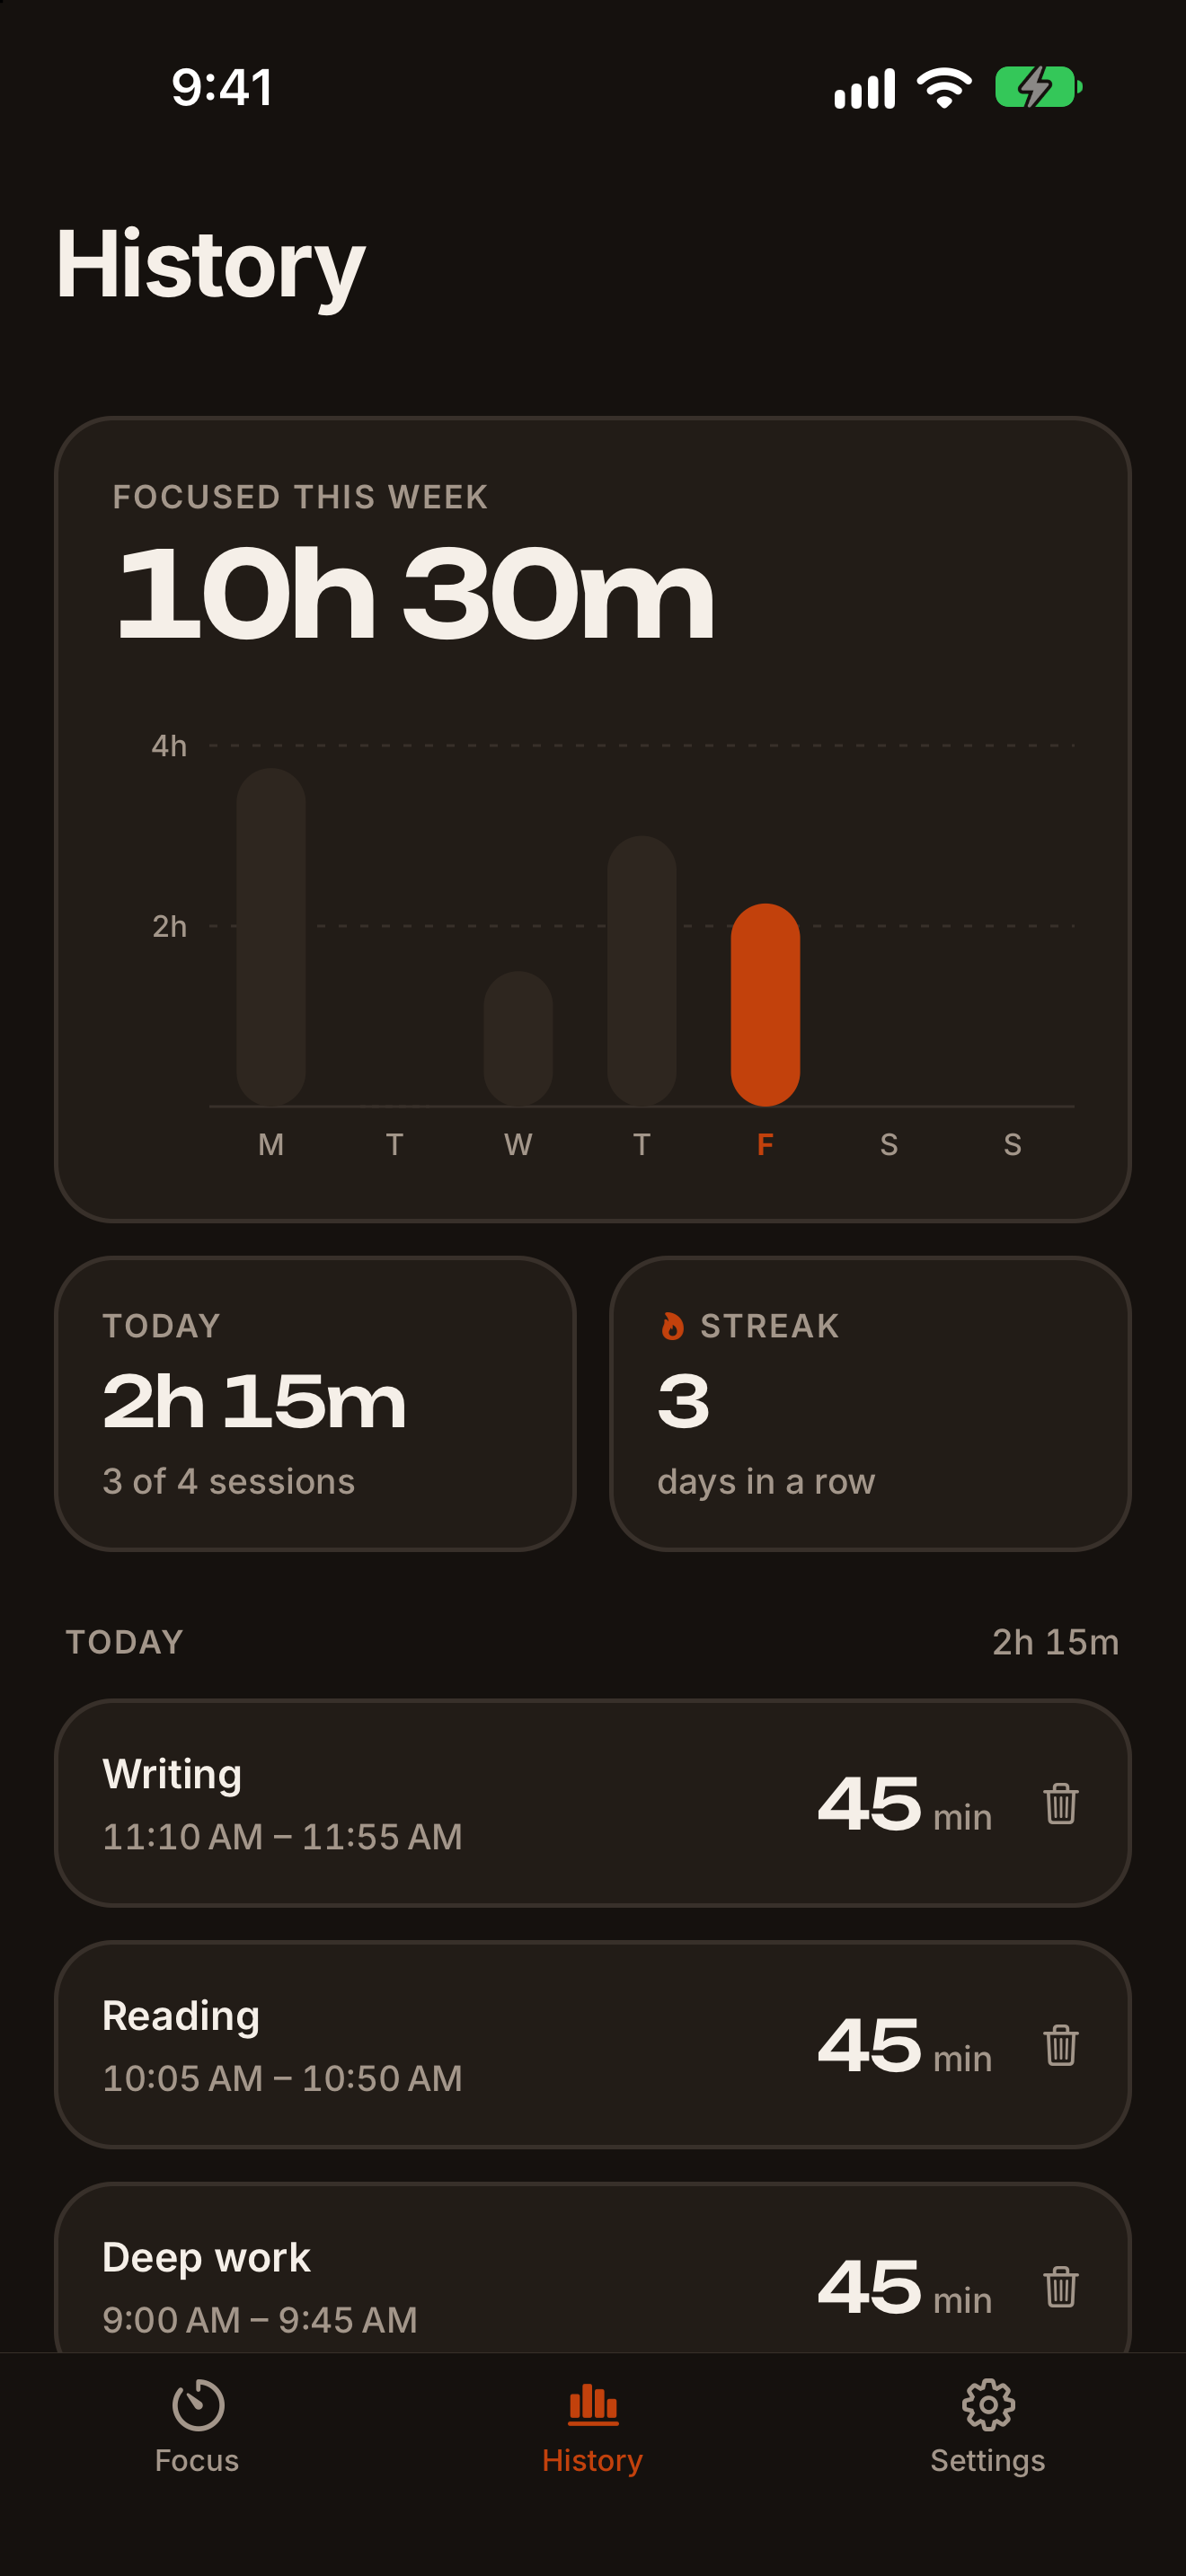 9:41
History
FOCUSED THIS WEEK
10h 30m
4h
2h
M T W T F S S
TODAY
2h 15m
3 of 4 sessions
STREAK
3
days in a row
TODAY 2h 15m
Writing
11:10 AM – 11:55 AM
45 min
Reading
10:05 AM – 10:50 AM
45 min
Deep work
9:00 AM – 9:45 AM
45 min
Focus History Settings